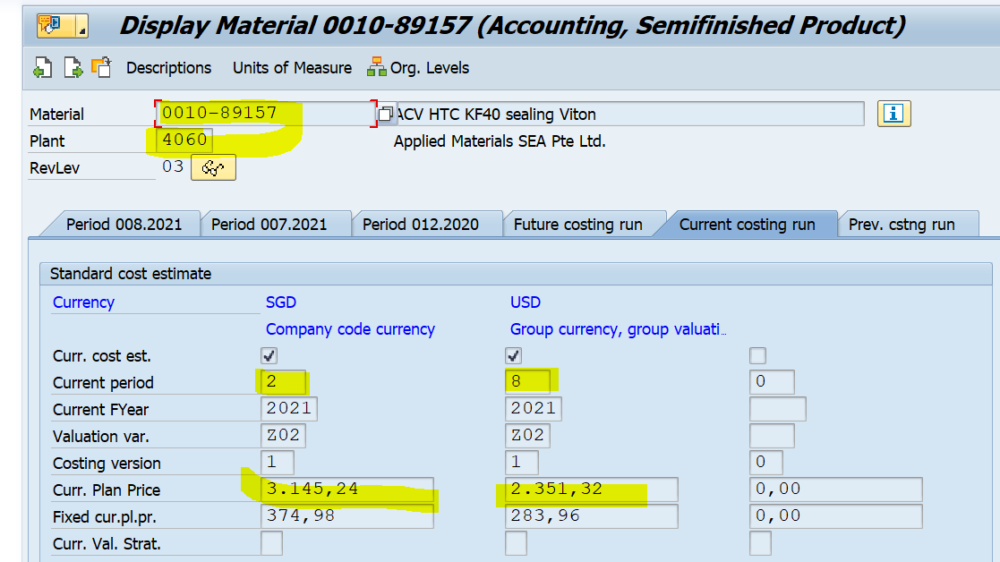 Display Material 0010-89157 (Accounting, Semifinished Product)
Descriptions Units of Measure Org. Levels
Material 0010-89157 ACV HTC KF40 sealing Viton
Plant 4060 Applied Materials SEA Pte Ltd.
RevLev 03
Period 008.2021 Period 007.2021 Period 012.2020 Future costing run Current costing run Prev. cstng run
Standard cost estimate
Currency SGD USD
Company code currency Group currency, group valuati...
Curr. cost est.
Current period 2 8 0
Current FYear 2021 2021
Valuation var. Z02 Z02
Costing version 1 1 0
Curr. Plan Price 3.145,24 2.351,32 0,00
Fixed cur.pl.pr. 374,98 283,96 0,00
Curr. Val. Strat.